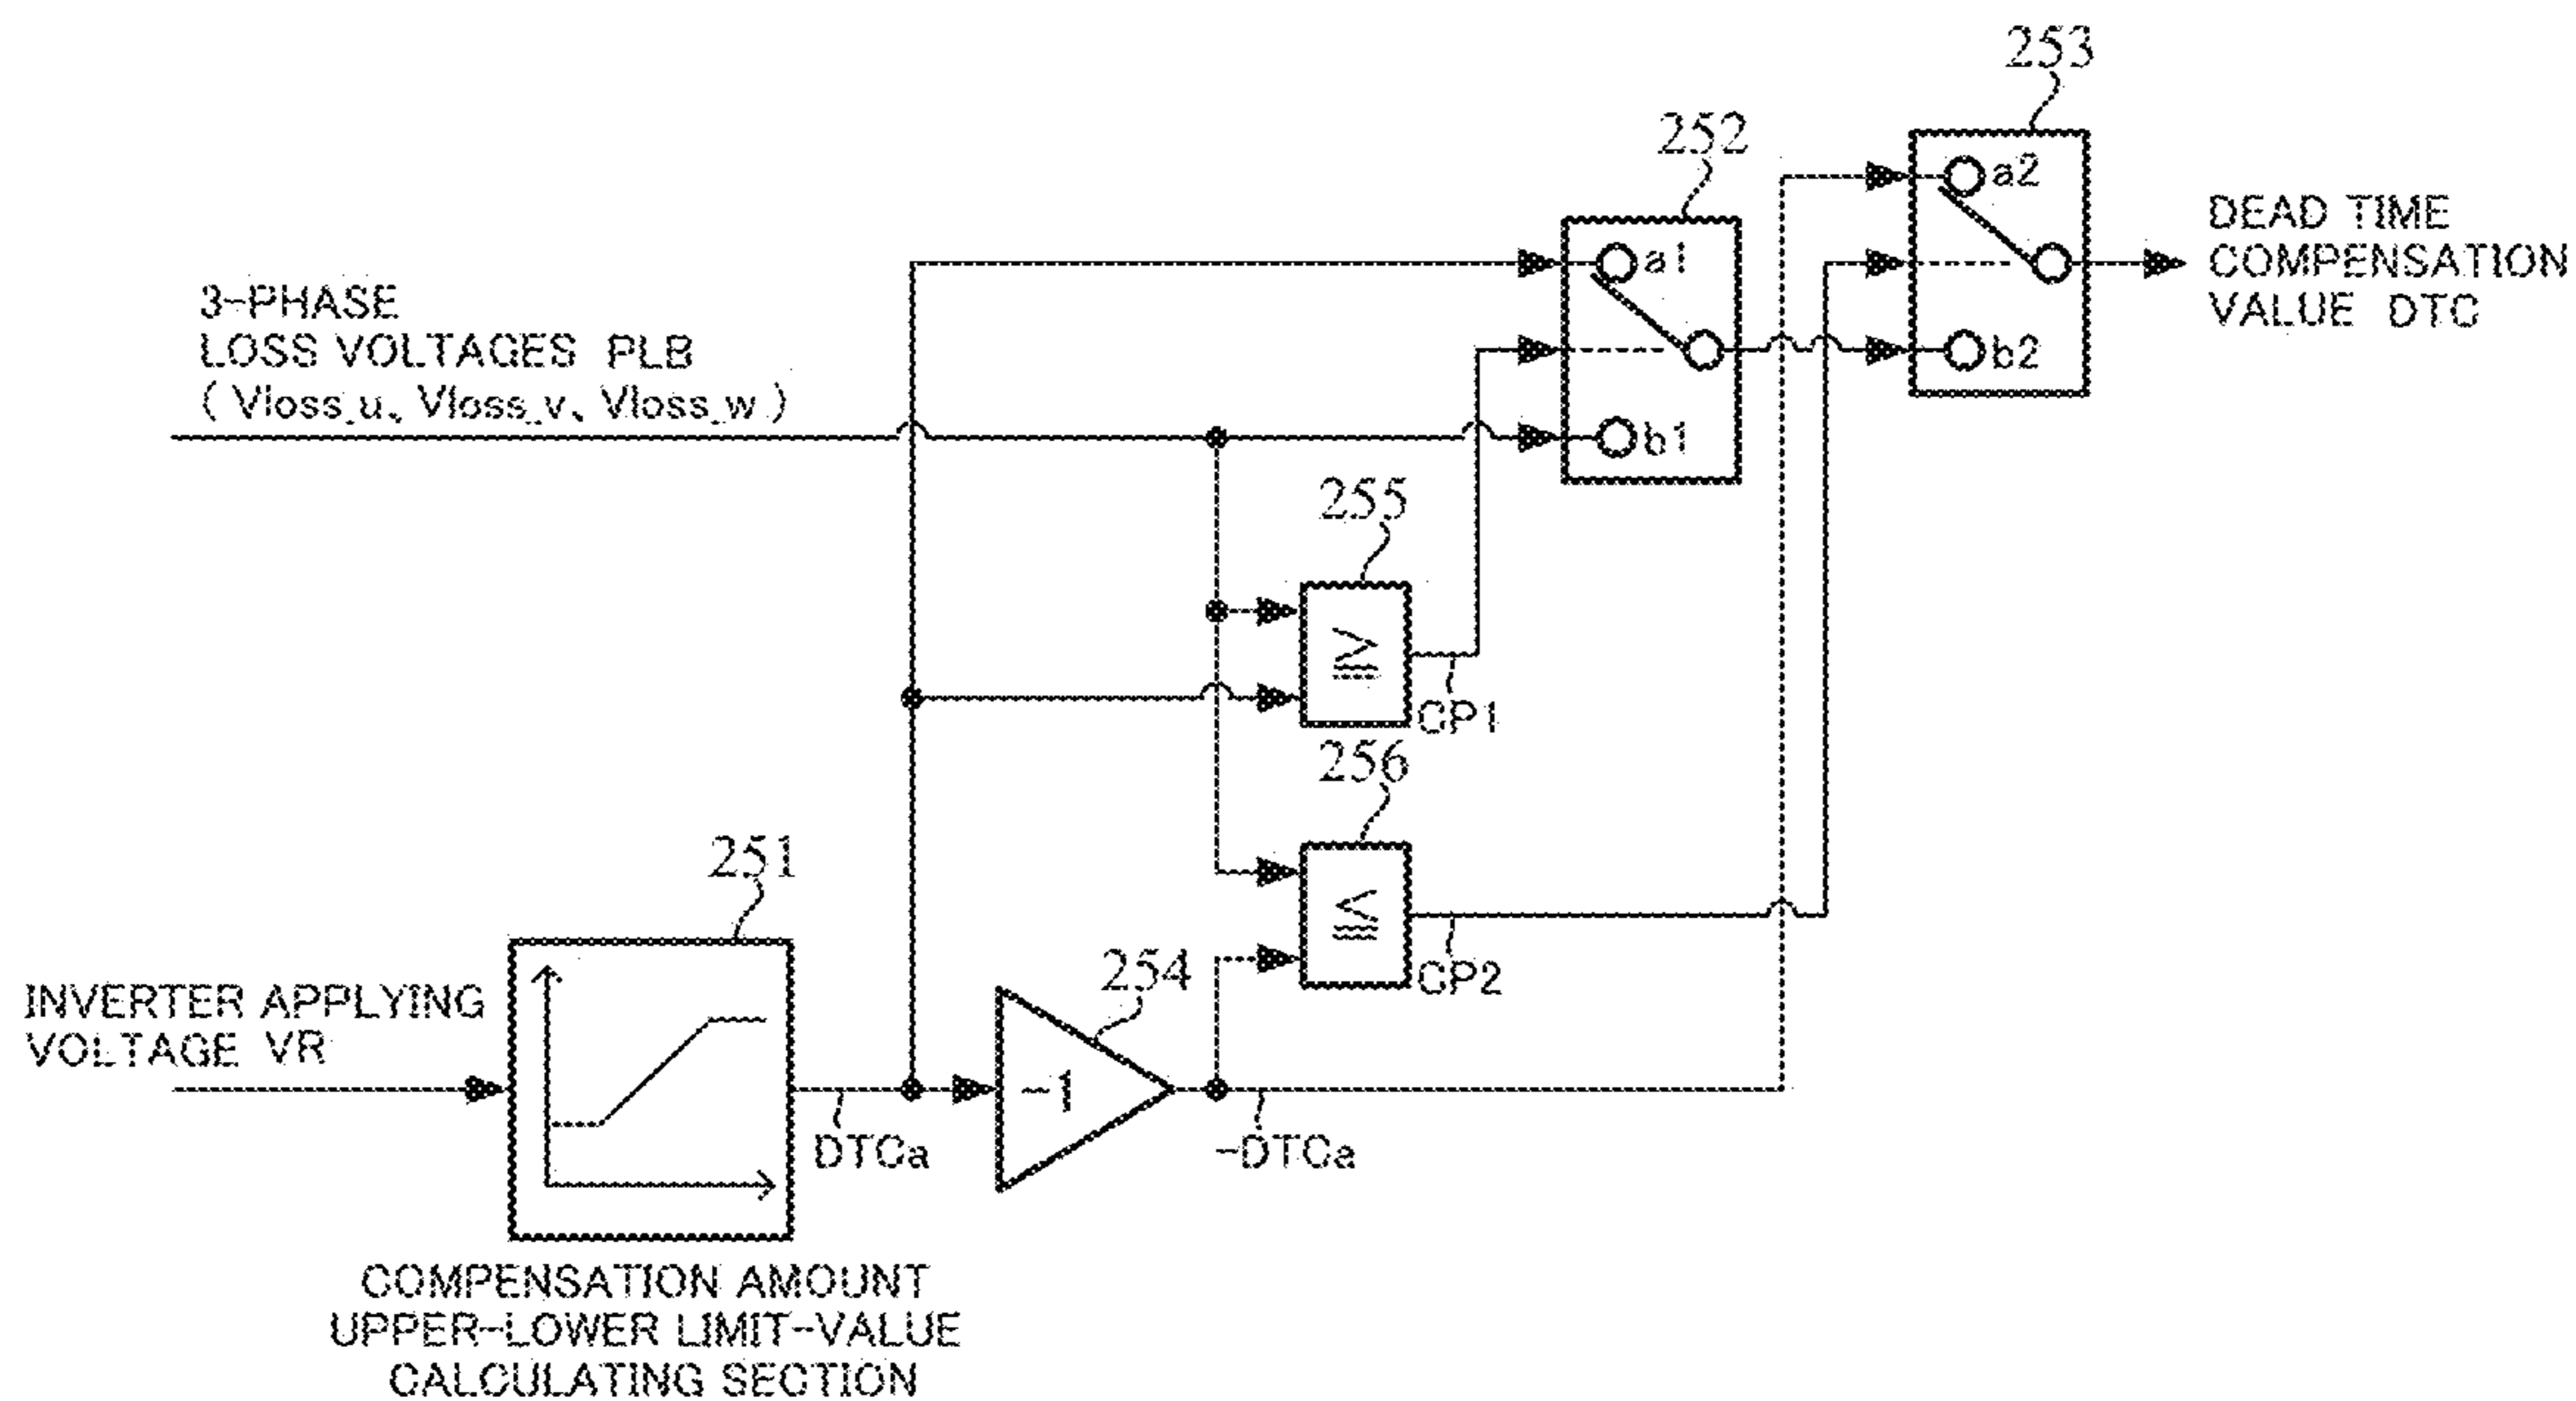 253
252
a2
DEAD TIME
COMPENSATION
VALUE DTC
a1
3-PHASE
LOSS VOLTAGES PLB
( Vloss_u、Vloss_v、Vloss_w )
b2
b1
255
≧
CP1
256
251
≦
254
CP2
INVERTER APPLYING
VOLTAGE VR
-1
DTCa
-DTCa
COMPENSATION AMOUNT
UPPER-LOWER LIMIT-VALUE
CALCULATING SECTION